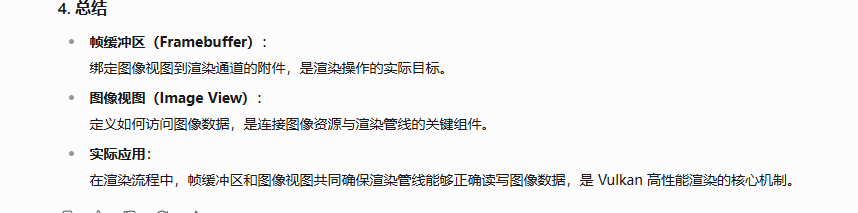 4. 总结
帧缓冲区（Framebuffer）：
绑定图像视图到渲染通道的附件，是渲染操作的实际目标。
图像视图（Image View）：
定义如何访问图像数据，是连接图像资源与渲染管线的关键组件。
实际应用：
在渲染流程中，帧缓冲区和图像视图共同确保渲染管线能够正确读写图像数据，是 Vulkan 高性能渲染的核心机制。